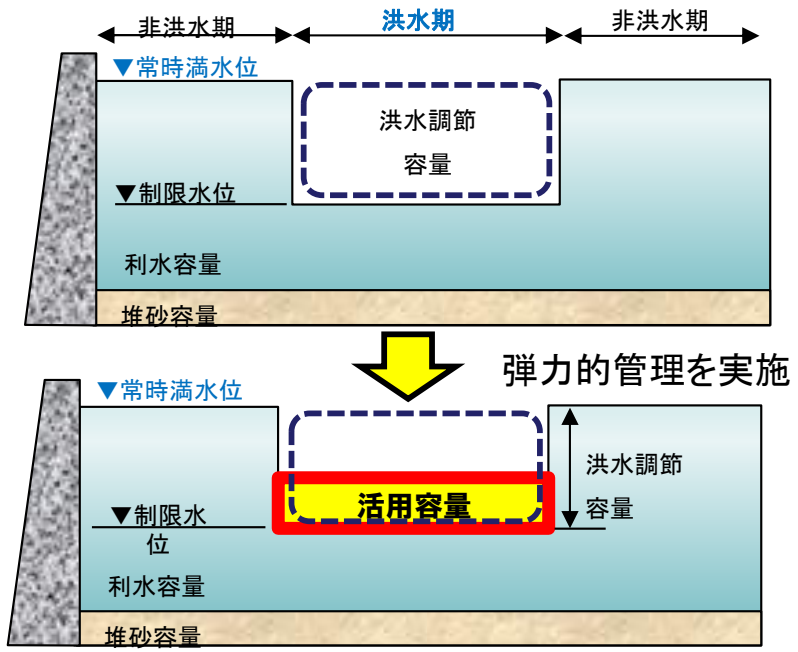 非洪水期
洪水期
非洪水期
▼常時満水位
洪水調節
容量
▼制限水位
利水容量
堆砂容量
弾力的管理を実施
▼常時満水位
洪水調節
容量
活用容量
▼制限水
位
利水容量
堆砂容量